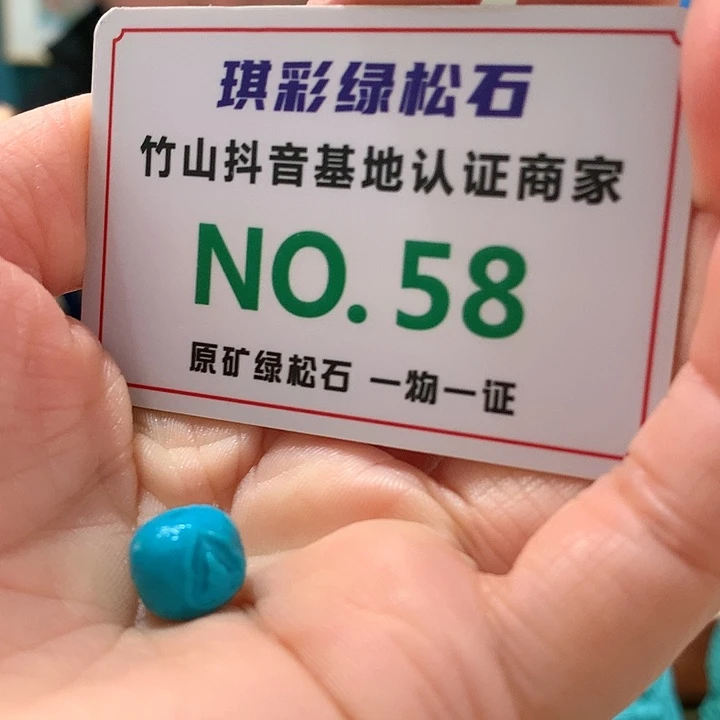 琪彩绿松石
竹山抖音基地认证商家
NO.58
原矿绿松石 一物一证